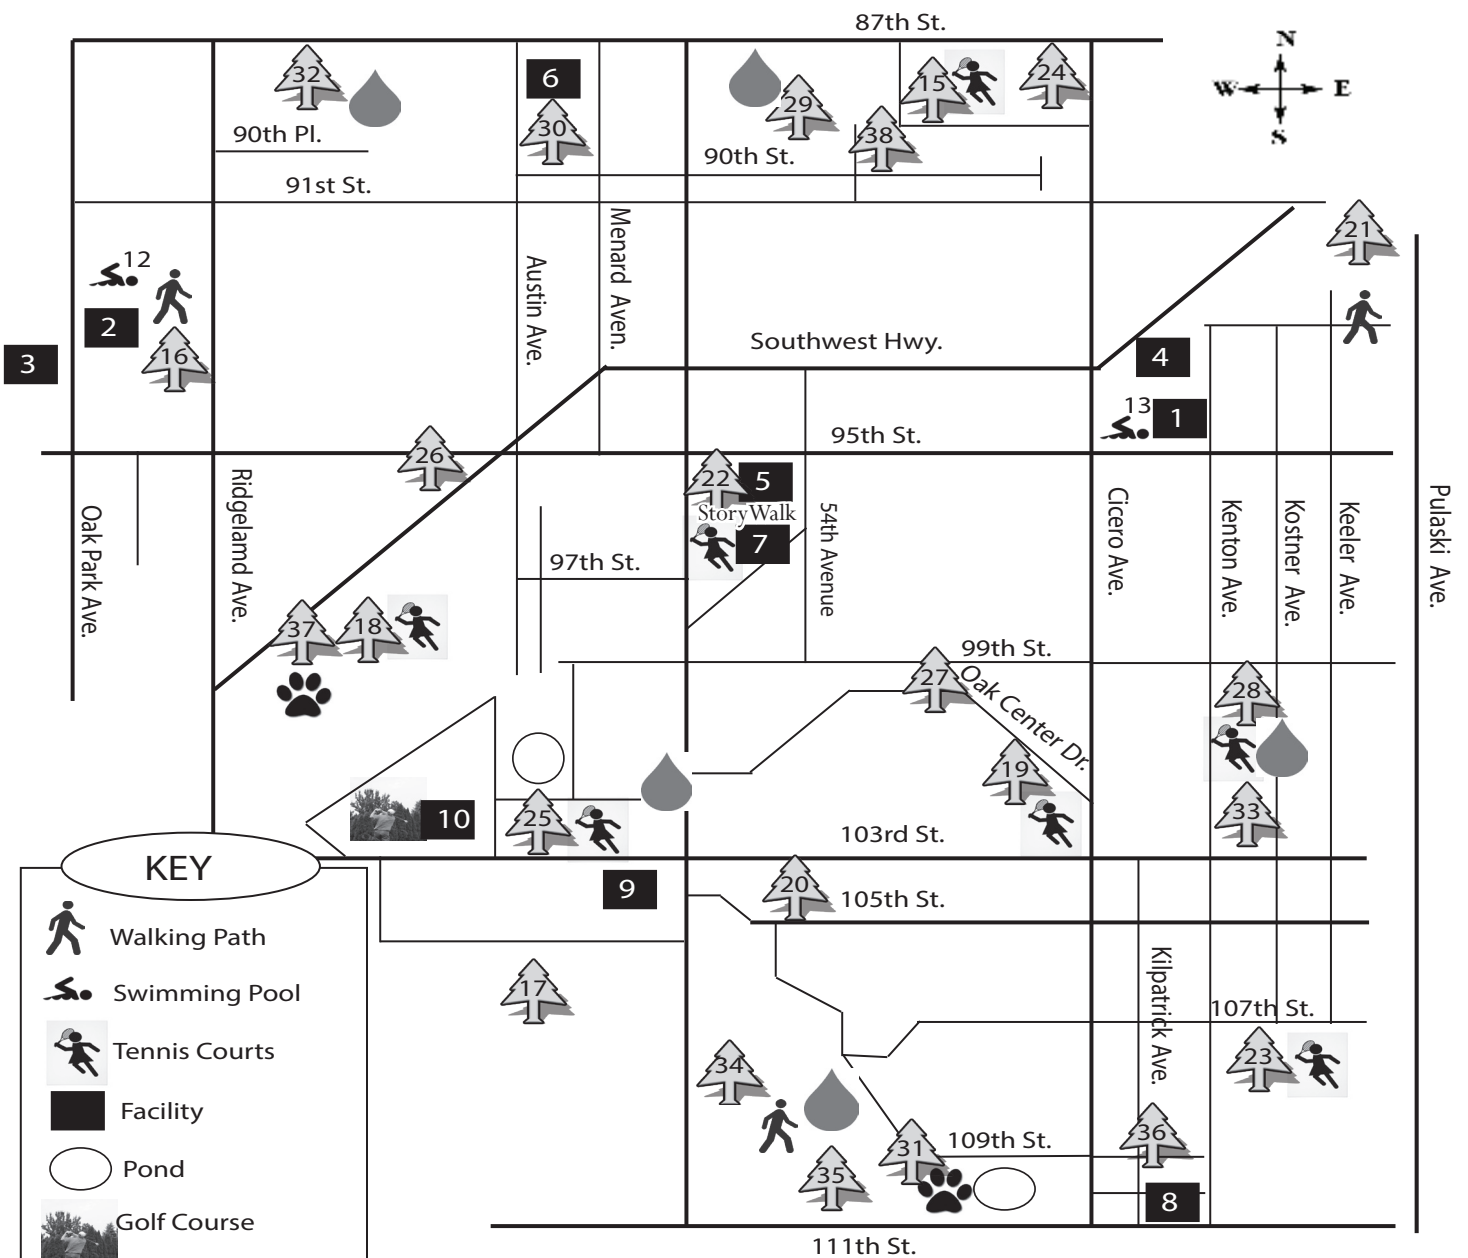 87th St.
N
W E
S
32
6
30
29
15
24
38
90th Pl.
90th St.
91st St.
21
12
2
16
3
Austin Ave.
Menard Aven.
Southwest Hwy.
4
13
1
95th St.
26
22
5
StoryWalk
7
Oak Park Ave.
Ridgelamd Ave.
97th St.
54th Avenue
Cicero Ave.
Kenton Ave.
Kostner Ave.
Keeler Ave.
Pulaski Ave.
37
18
99th St.
27
Oak Center Dr.
28
19
33
10
25
103rd St.
9
20
105th St.
17
Kilpatrick Ave.
107th St.
23
34
36
31
109th St.
35
8
111th St.
KEY
Walking Path
Swimming Pool
Tennis Courts
Facility
Pond
Golf Course